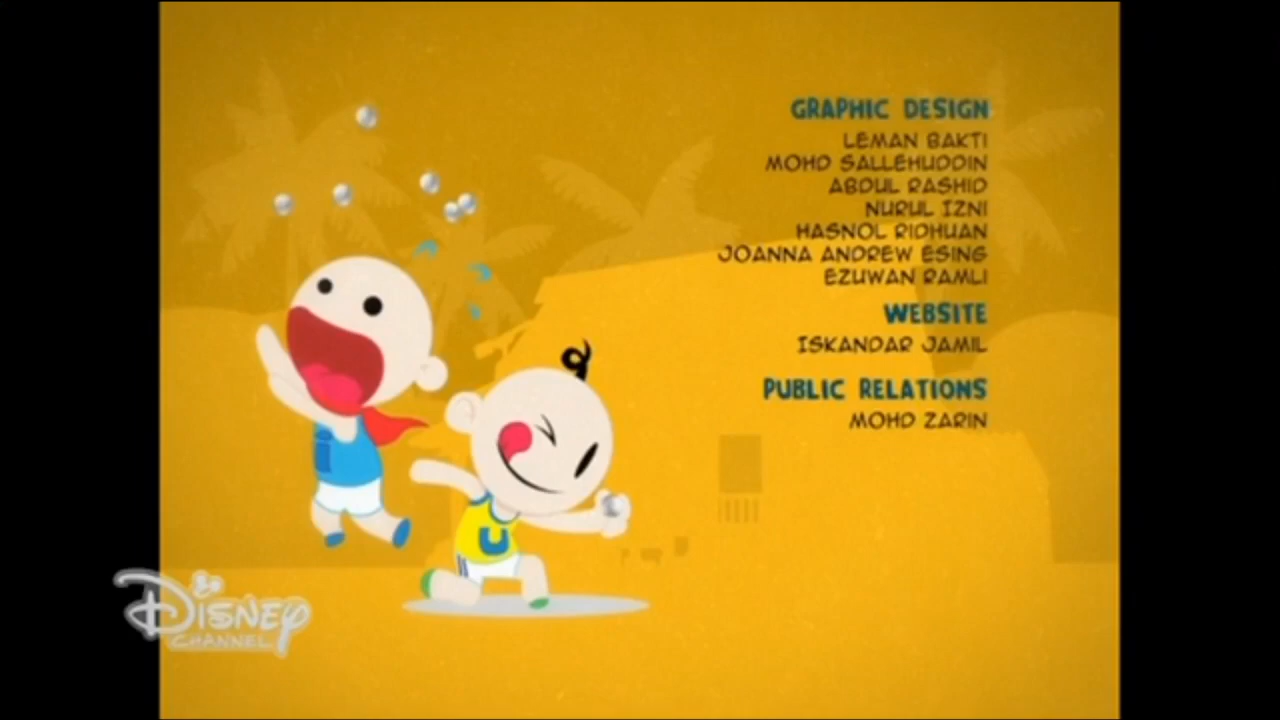 GRAPHIC DESIGN
LEMAN BAKTI
MOHD SALLEHUDDIN
ABDUL RASHID
NURUL IZNI
HASNOL RIDHUAN
JOANNA ANDREW ESING
EZUWAN RAMLI
WEBSITE
ISKANDAR JAMIL
PUBLIC RELATIONS
MOHD ZARIN
U
DISNEY
CHANNEL